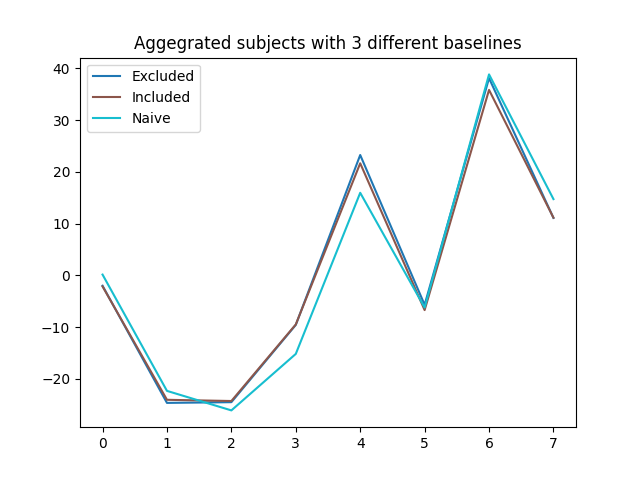 Aggegrated subjects with 3 different baselines
Excluded
Included
Naive
40
30
20
10
0
−10
−20
0 1 2 3 4 5 6 7